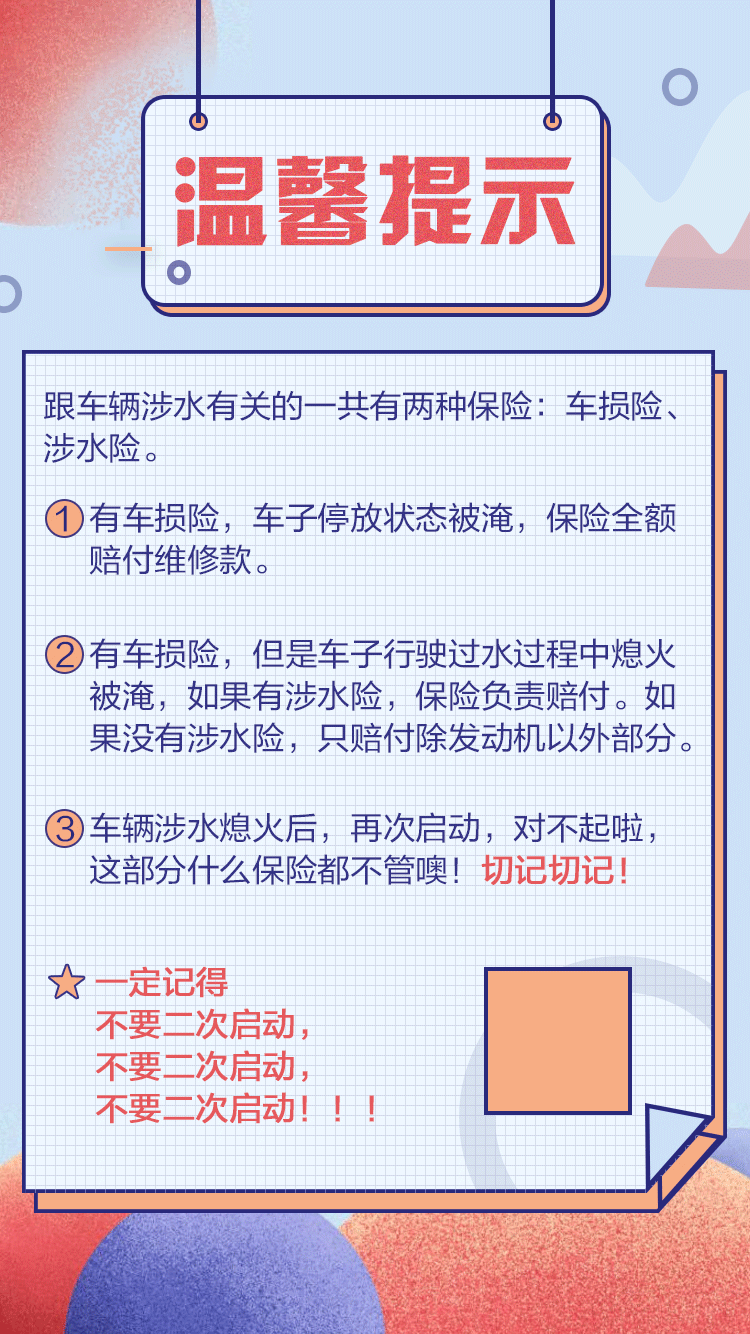 温馨提示
跟车辆涉水有关的一共有两种保险：车损险、
涉水险。
① 有车损险，车子停放状态被淹，保险全额
赔付维修款。
② 有车损险，但是车子行驶过水过程中熄火
被淹，如果有涉水险，保险负责赔付。如
果没有涉水险，只赔付除发动机以外部分。
③ 车辆涉水熄火后，再次启动，对不起啦，
这部分什么保险都不管噢！切记切记！
一定记得
不要二次启动，
不要二次启动，
不要二次启动！！！